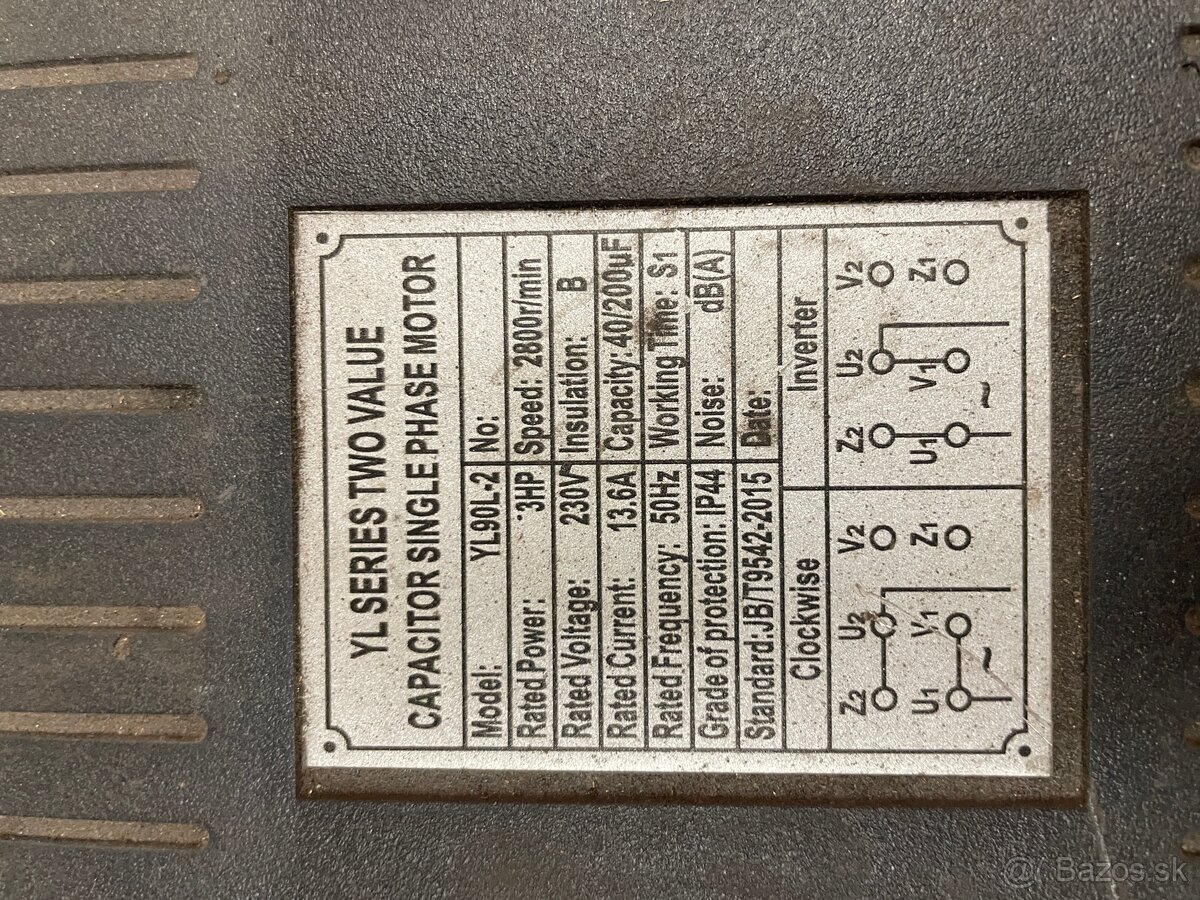 YL SERIES TWO VALUE
CAPACITOR SINGLE PHASE MOTOR
Model: YL90L-2 No:
Rated Power: 3HP Speed: 2800r/min
Rated Voltage: 230V Insulation: B
Rated Current: 13.6A Capacity: 40/200μF
Rated Frequency: 50Hz Working Time: S1
Grade of protection: IP44 Noise: dB(A)
Standard: JB/T9542-2015 Date:
Clockwise Inverter
Z2 U2 V2 Z2 U2 V2
U1 V1 Z1 U1 V1 Z1
~ ~
@ Bazos.sk